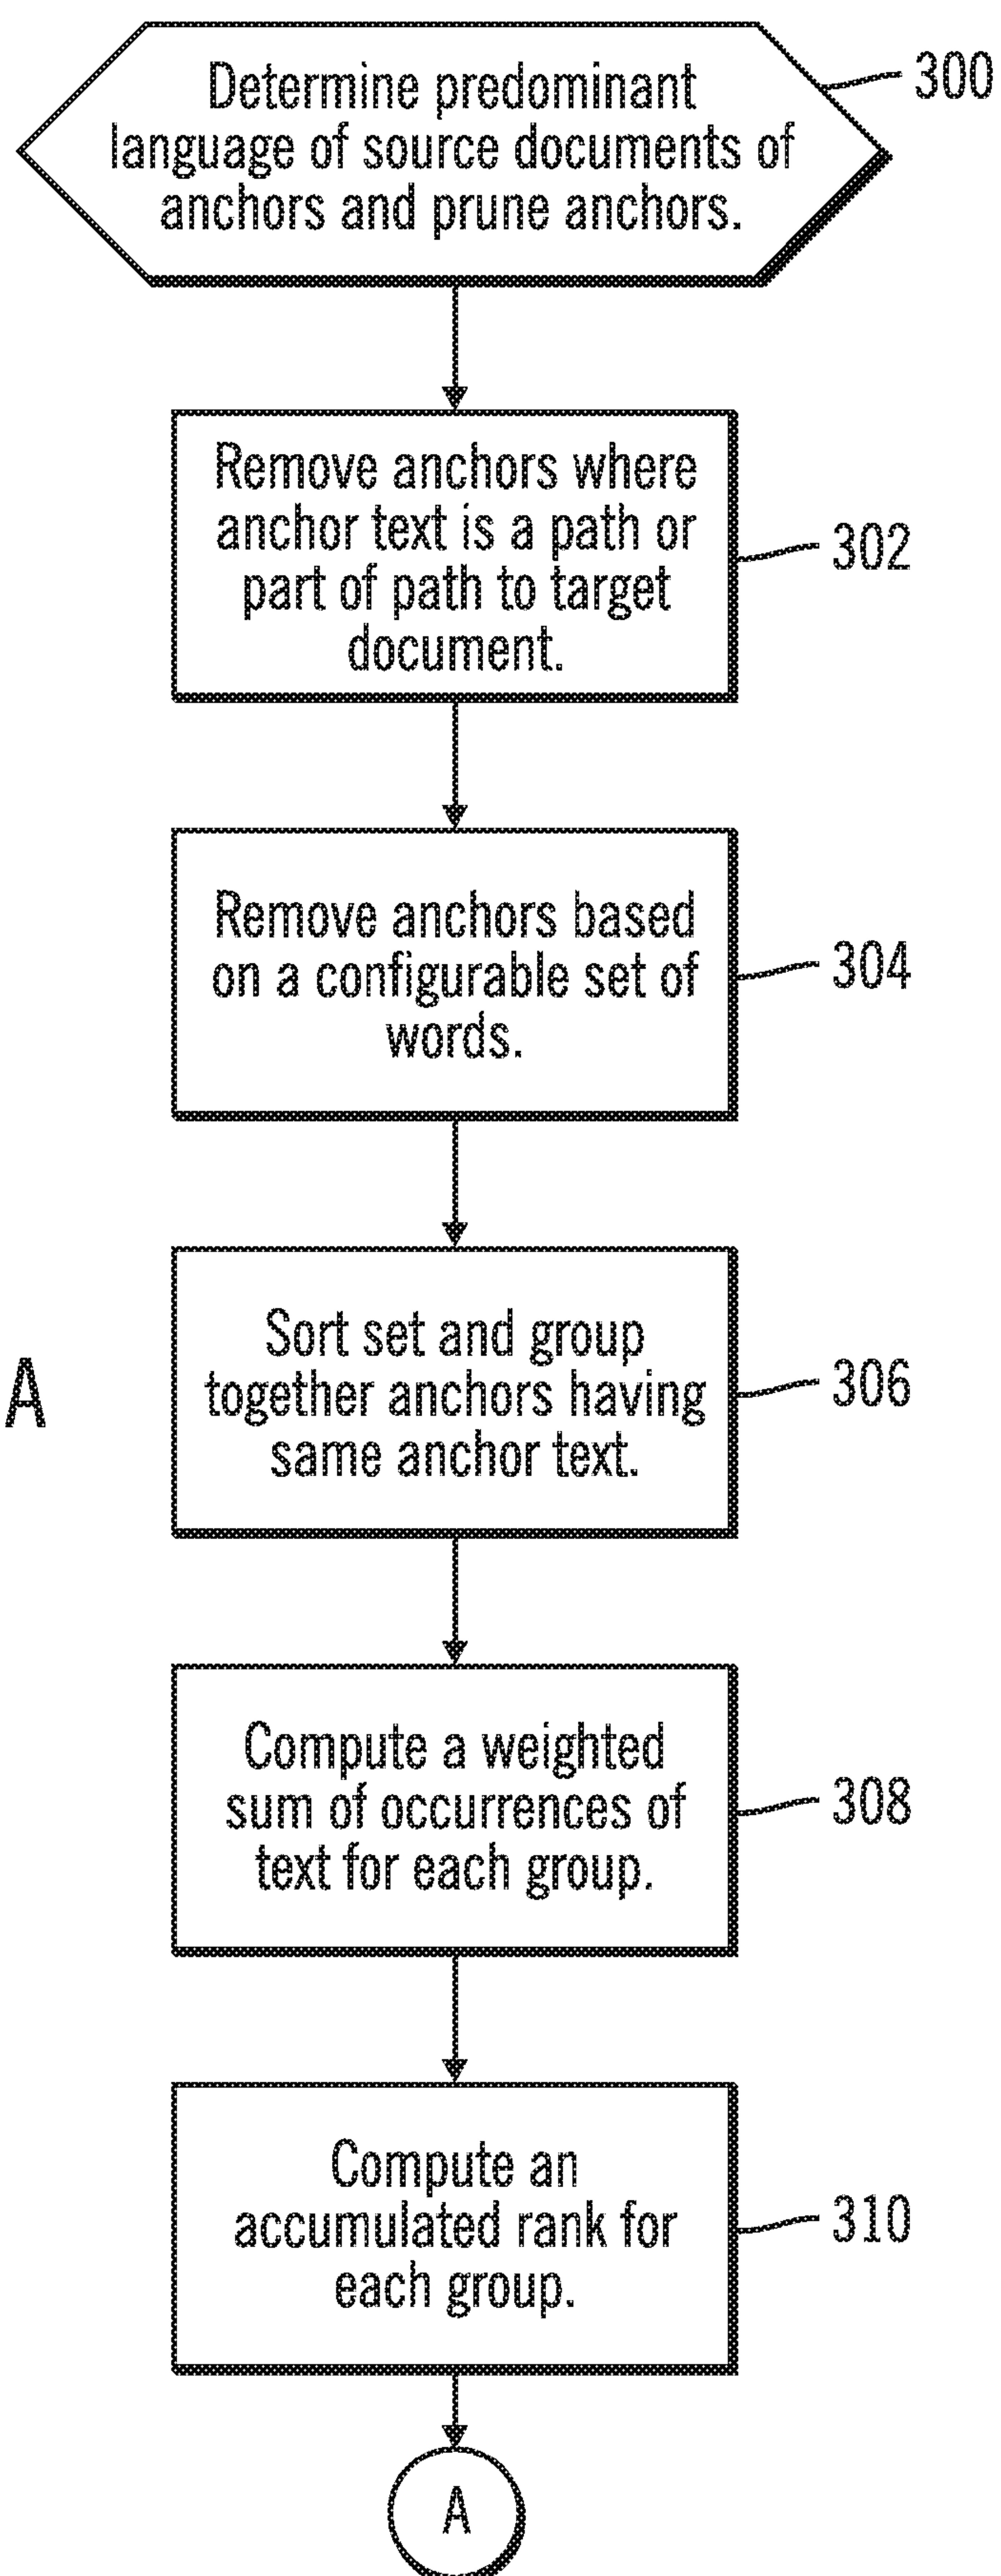 Determine predominant
language of source documents of
anchors and prune anchors.
300
Remove anchors where
anchor text is a path or
part of path to target
document.
302
Remove anchors based
on a configurable set of
words.
304
Sort set and group
together anchors having
same anchor text.
306
A
Compute a weighted
sum of occurrences of
text for each group.
308
Compute an
accumulated rank for
each group.
310
A